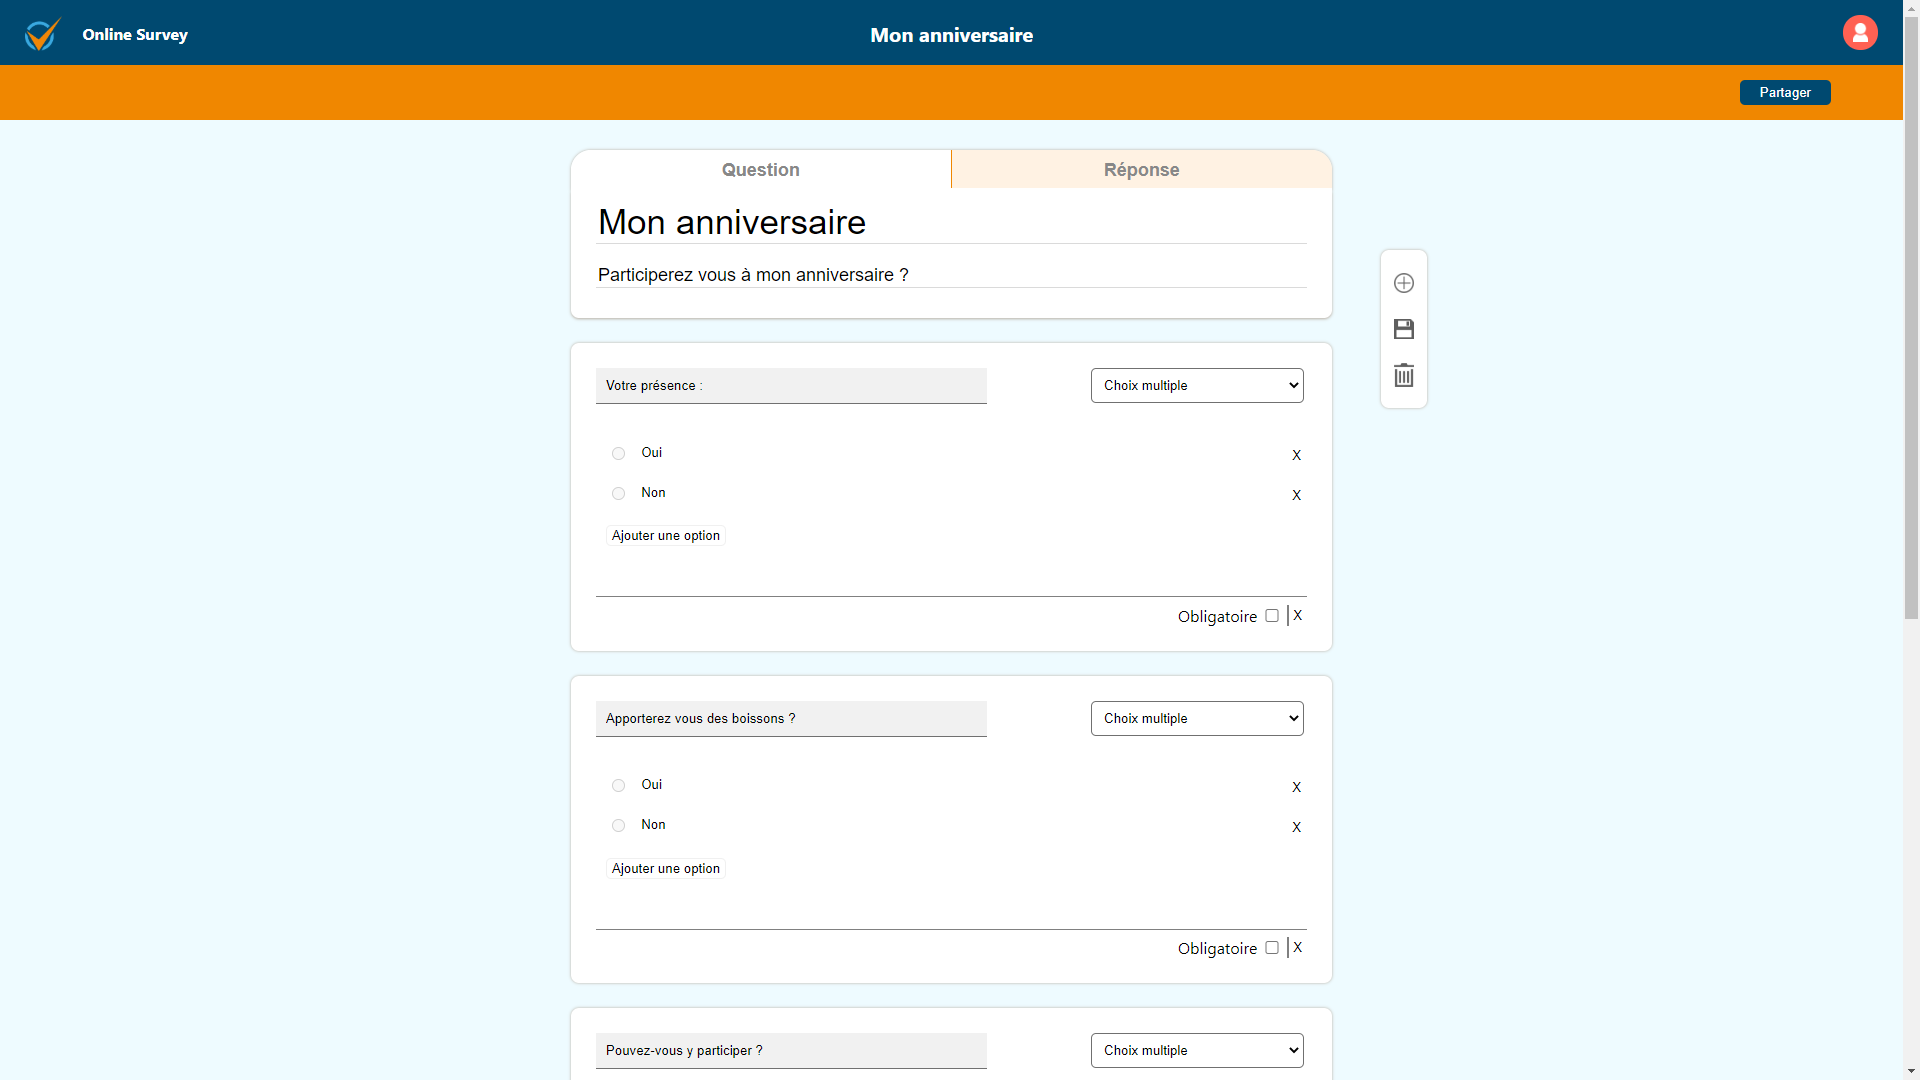 Online Survey
Mon anniversaire
Partager
Question
Réponse
Mon anniversaire
Participerez vous à mon anniversaire ?
Votre présence :
Choix multiple
Oui
X
Non
X
Ajouter une option
Obligatoire
X
Apporterez vous des boissons ?
Choix multiple
Oui
X
Non
X
Ajouter une option
Obligatoire
X
Pouvez-vous y participer ?
Choix multiple